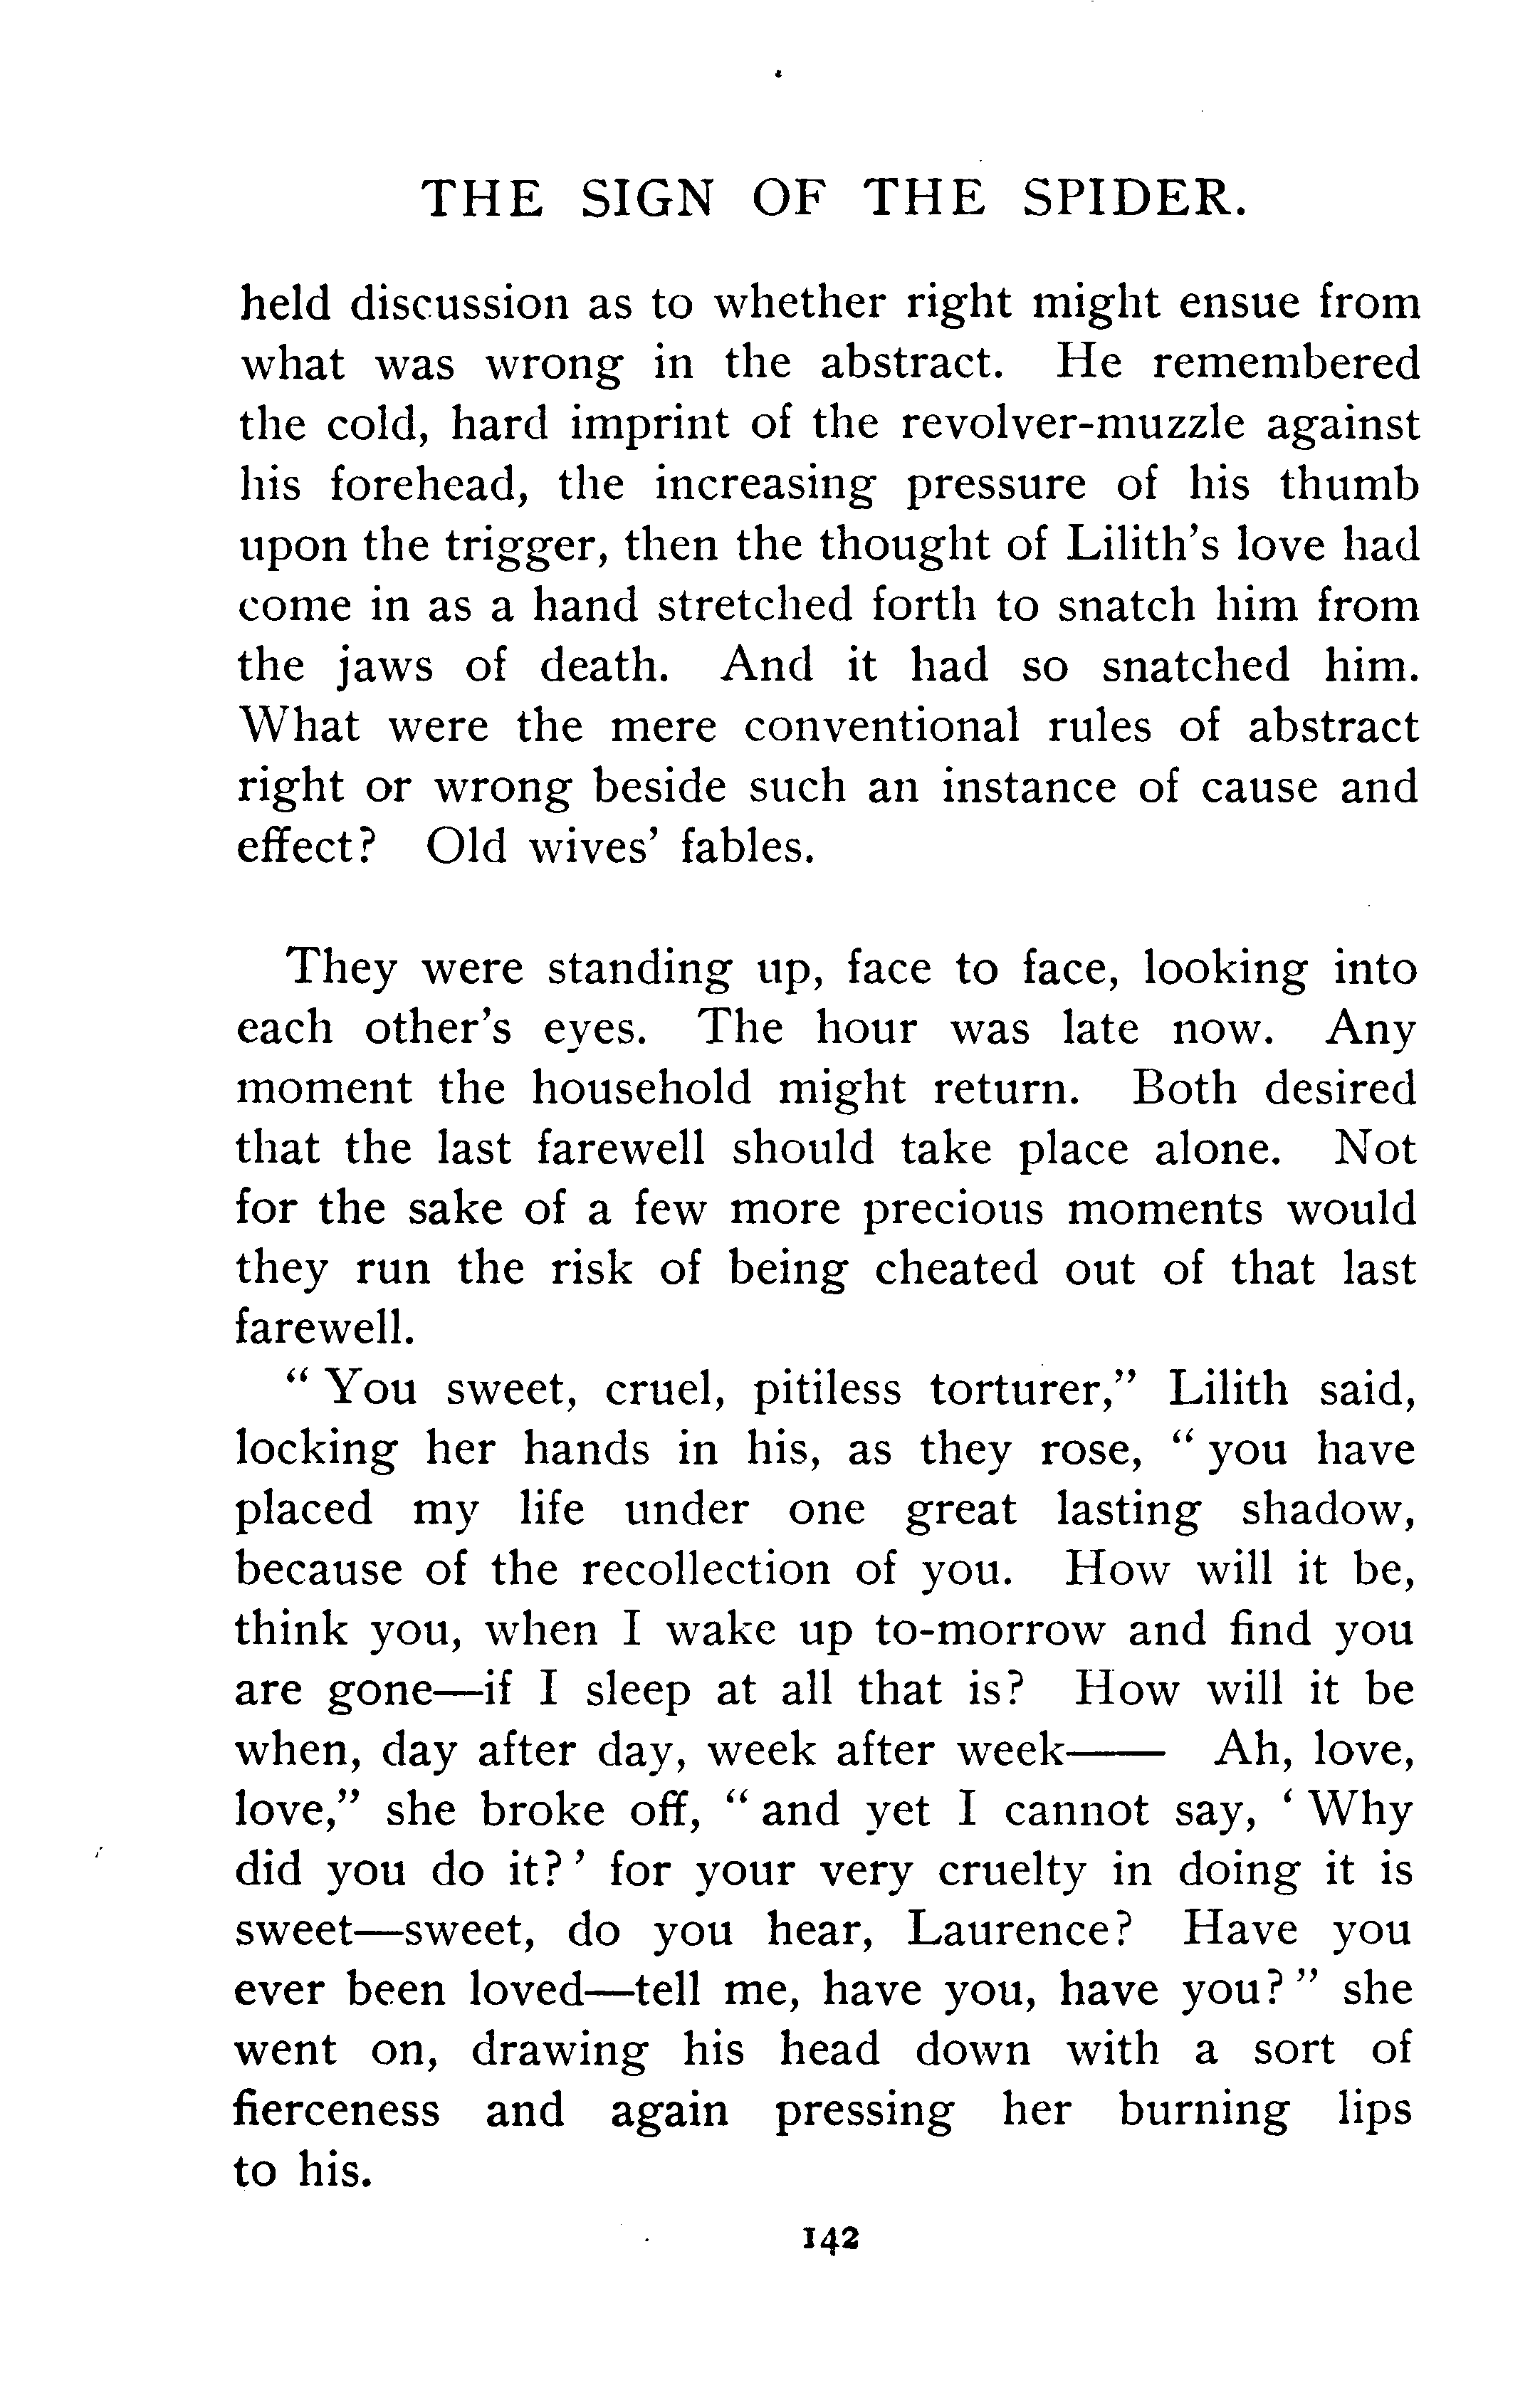 THE SIGN OF THE SPIDER.
held discussion as to whether right might ensue from
what was wrong in the abstract. He remembered
the cold, hard imprint of the revolver-muzzle against
his forehead, the increasing pressure of his thumb
upon the trigger, then the thought of Lilith's love had
come in as a hand stretched forth to snatch him from
the jaws of death. And it had so snatched him.
What were the mere conventional rules of abstract
right or wrong beside such an instance of cause and
effect? Old wives' fables.
They were standing up, face to face, looking into
each other's eyes. The hour was late now. Any
moment the household might return. Both desired
that the last farewell should take place alone. Not
for the sake of a few more precious moments would
they run the risk of being cheated out of that last
farewell.
“ You sweet, cruel, pitiless torturer,” Lilith said,
locking her hands in his, as they rose, “ you have
placed my life under one great lasting shadow,
because of the recollection of you. How will it be,
think you, when I wake up to-morrow and find you
are gone—if I sleep at all that is? How will it be
when, day after day, week after week—— Ah, love,
love,” she broke off, “ and yet I cannot say, ‘ Why
did you do it? ’ for your very cruelty in doing it is
sweet—sweet, do you hear, Laurence? Have you
ever been loved—tell me, have you, have you? ” she
went on, drawing his head down with a sort of
fierceness and again pressing her burning lips
to his.
142